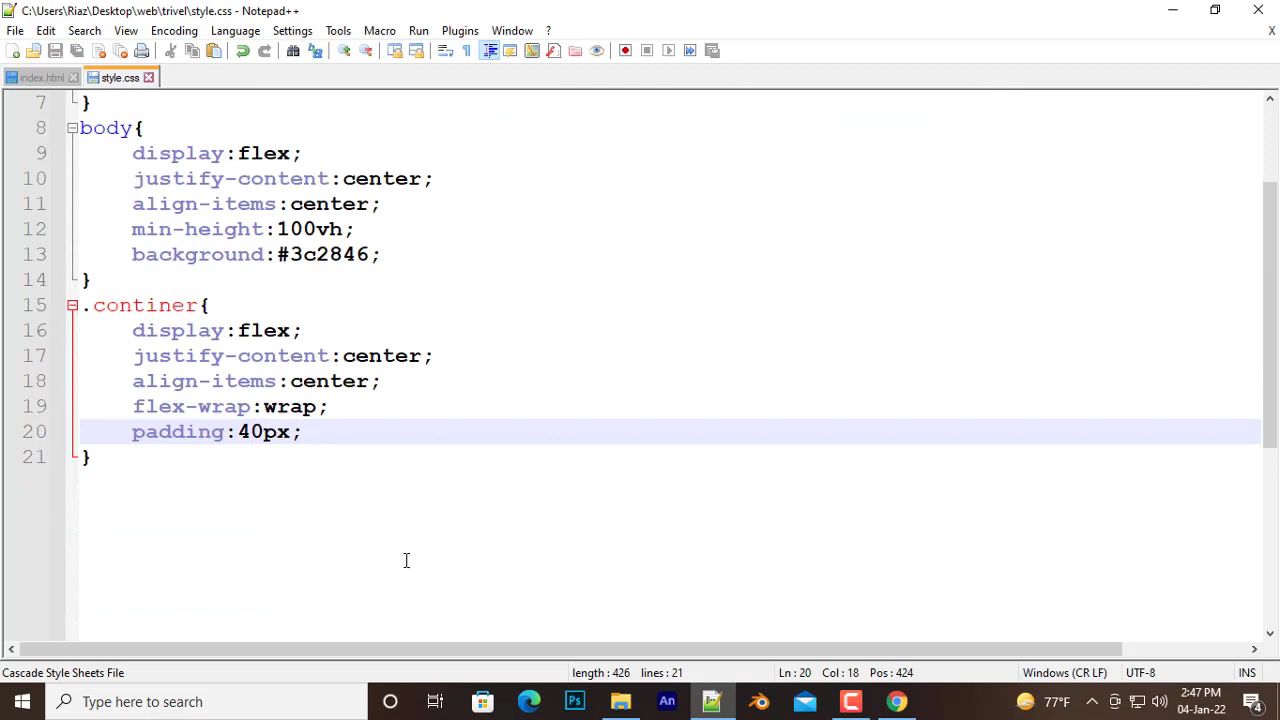 C:\Users\Riaz\Desktop\web\trivel\style.css - Notepad++
File Edit Search View Encoding Language Settings Tools Macro Run Plugins Window ?
X
index.html style.css
7 }
8 body{
9 display:flex;
10 justify-content:center;
11 align-items:center;
12 min-height:100vh;
13 background:#3c2846;
14 }
15 .continer{
16 display:flex;
17 justify-content:center;
18 align-items:center;
19 flex-wrap:wrap;
20 padding:40px;
21 }
Cascade Style Sheets File length : 426 lines : 21 Ln : 20 Col : 18 Pos : 424 Windows (CR LF) UTF-8 INS
Type here to search Ps An 77°F 2:47 PM
04-Jan-22 4